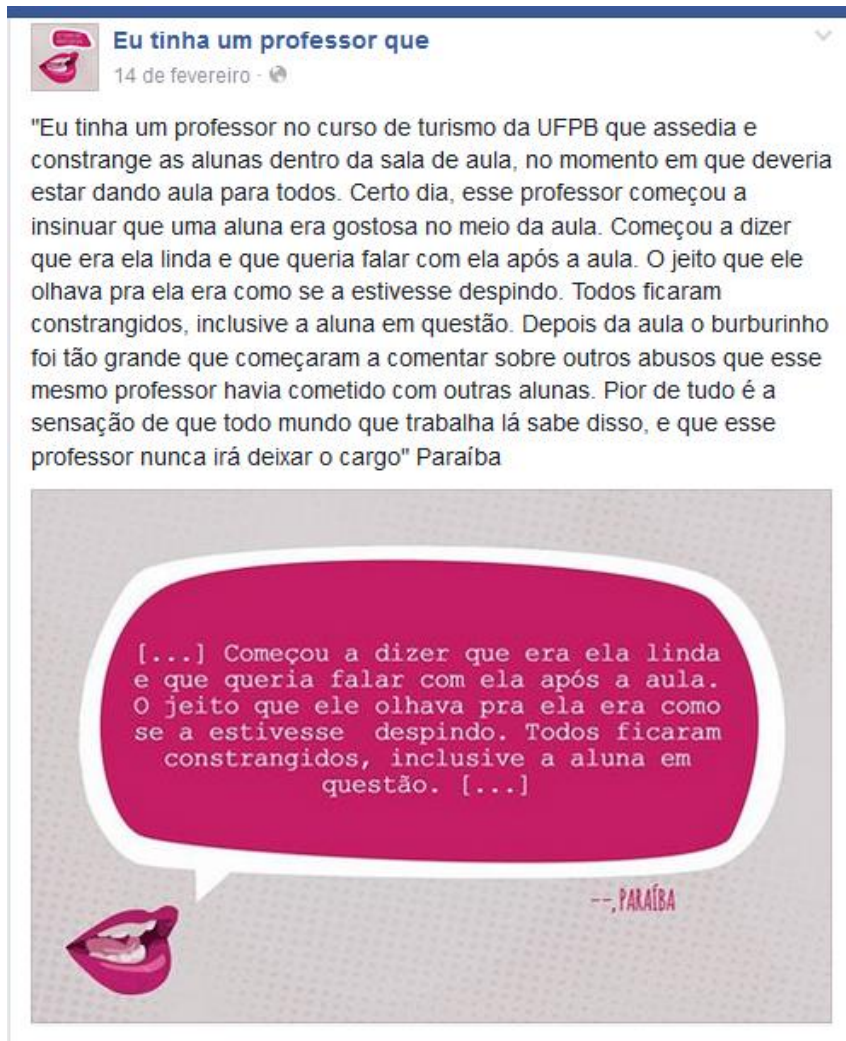 Eu tinha um professor que
14 de fevereiro ·
"Eu tinha um professor no curso de turismo da UFPB que assedia e
constrange as alunas dentro da sala de aula, no momento em que deveria
estar dando aula para todos. Certo dia, esse professor começou a
insinuar que uma aluna era gostosa no meio da aula. Começou a dizer
que era ela linda e que queria falar com ela após a aula. O jeito que ele
olhava pra ela era como se a estivesse despindo. Todos ficaram
constrangidos, inclusive a aluna em questão. Depois da aula o burburinho
foi tão grande que começaram a comentar sobre outros abusos que esse
mesmo professor havia cometido com outras alunas. Pior de tudo é a
sensação de que todo mundo que trabalha lá sabe disso, e que esse
professor nunca irá deixar o cargo" Paraíba
[...] Começou a dizer que era ela linda
e que queria falar com ela após a aula.
O jeito que ele olhava pra ela era como
se a estivesse despindo. Todos ficaram
constrangidos, inclusive a aluna em
questão. [...]
--, PARAÍBA